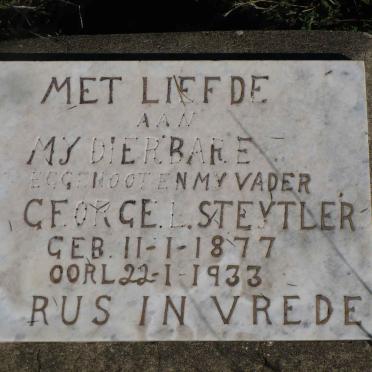 MET LIEFDE
AAN
MY DIERBARE
EGGENOOT EN MY VADER
GEORGE L. STEYTLER
GEB. 11-1-1877
OORL 22-1-1933
RUS IN VREDE